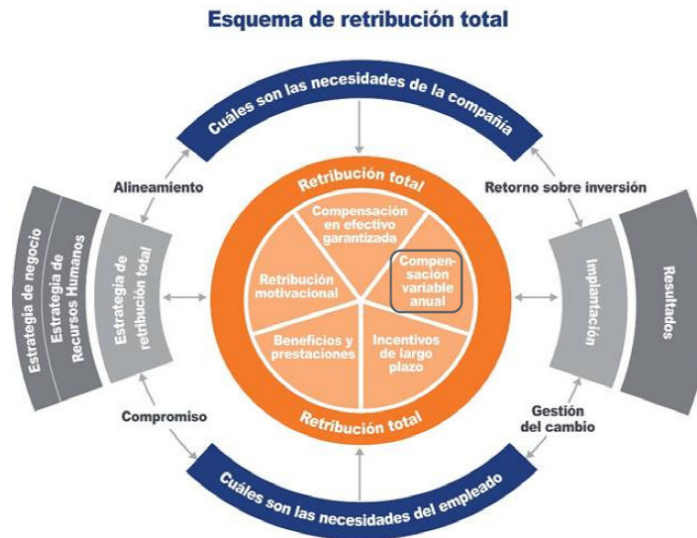 Esquema de retribución total
Cuáles son las necesidades de la compañía
Alineamiento
Retorno sobre inversión
Retribución total
Compensación
en efectivo
garantizada
Compen-
sación
variable
anual
Retribución
motivacional
Beneficios y
prestaciones
Incentivos
de largo
plazo
Retribución total
Estrategia de negocio
Estrategia de
Recursos Humanos
Estrategia de
retribución total
Implantación
Resultados
Compromiso
Gestión
del cambio
Cuáles son las necesidades del empleado